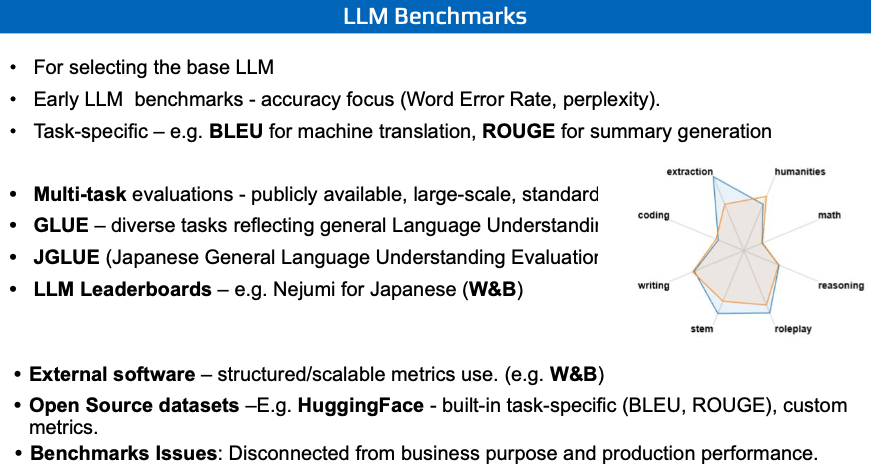 LLM Benchmarks
• For selecting the base LLM
• Early LLM benchmarks - accuracy focus (Word Error Rate, perplexity).
• Task-specific – e.g. BLEU for machine translation, ROUGE for summary generation
• Multi-task evaluations - publicly available, large-scale, standard
• GLUE – diverse tasks reflecting general Language Understandin
• JGLUE (Japanese General Language Understanding Evaluation
• LLM Leaderboards – e.g. Nejumi for Japanese (W&B)
extraction
humanities
coding
math
writing
reasoning
stem
roleplay
• External software – structured/scalable metrics use. (e.g. W&B)
• Open Source datasets –E.g. HuggingFace - built-in task-specific (BLEU, ROUGE), custom
metrics.
• Benchmarks Issues: Disconnected from business purpose and production performance.